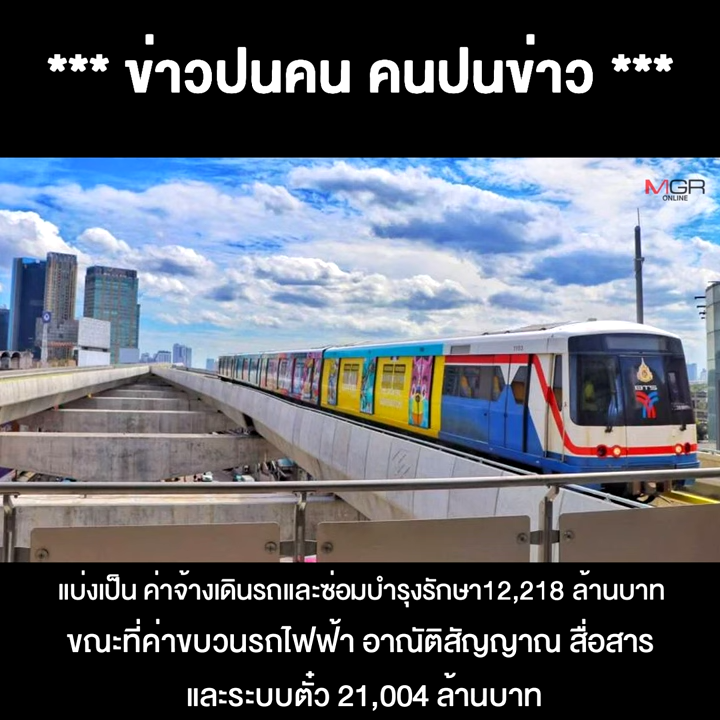 *** ข่าวปนคน คนปนข่าว ***
MGR
ONLINE
BTS
แบ่งเป็น ค่าจ้างเดินรถและซ่อมบำรุงรักษา12,218 ล้านบาท
ขณะที่ค่าขบวนรถไฟฟ้า อาณัติสัญญาณ สื่อสาร
และระบบตั๋ว 21,004 ล้านบาท